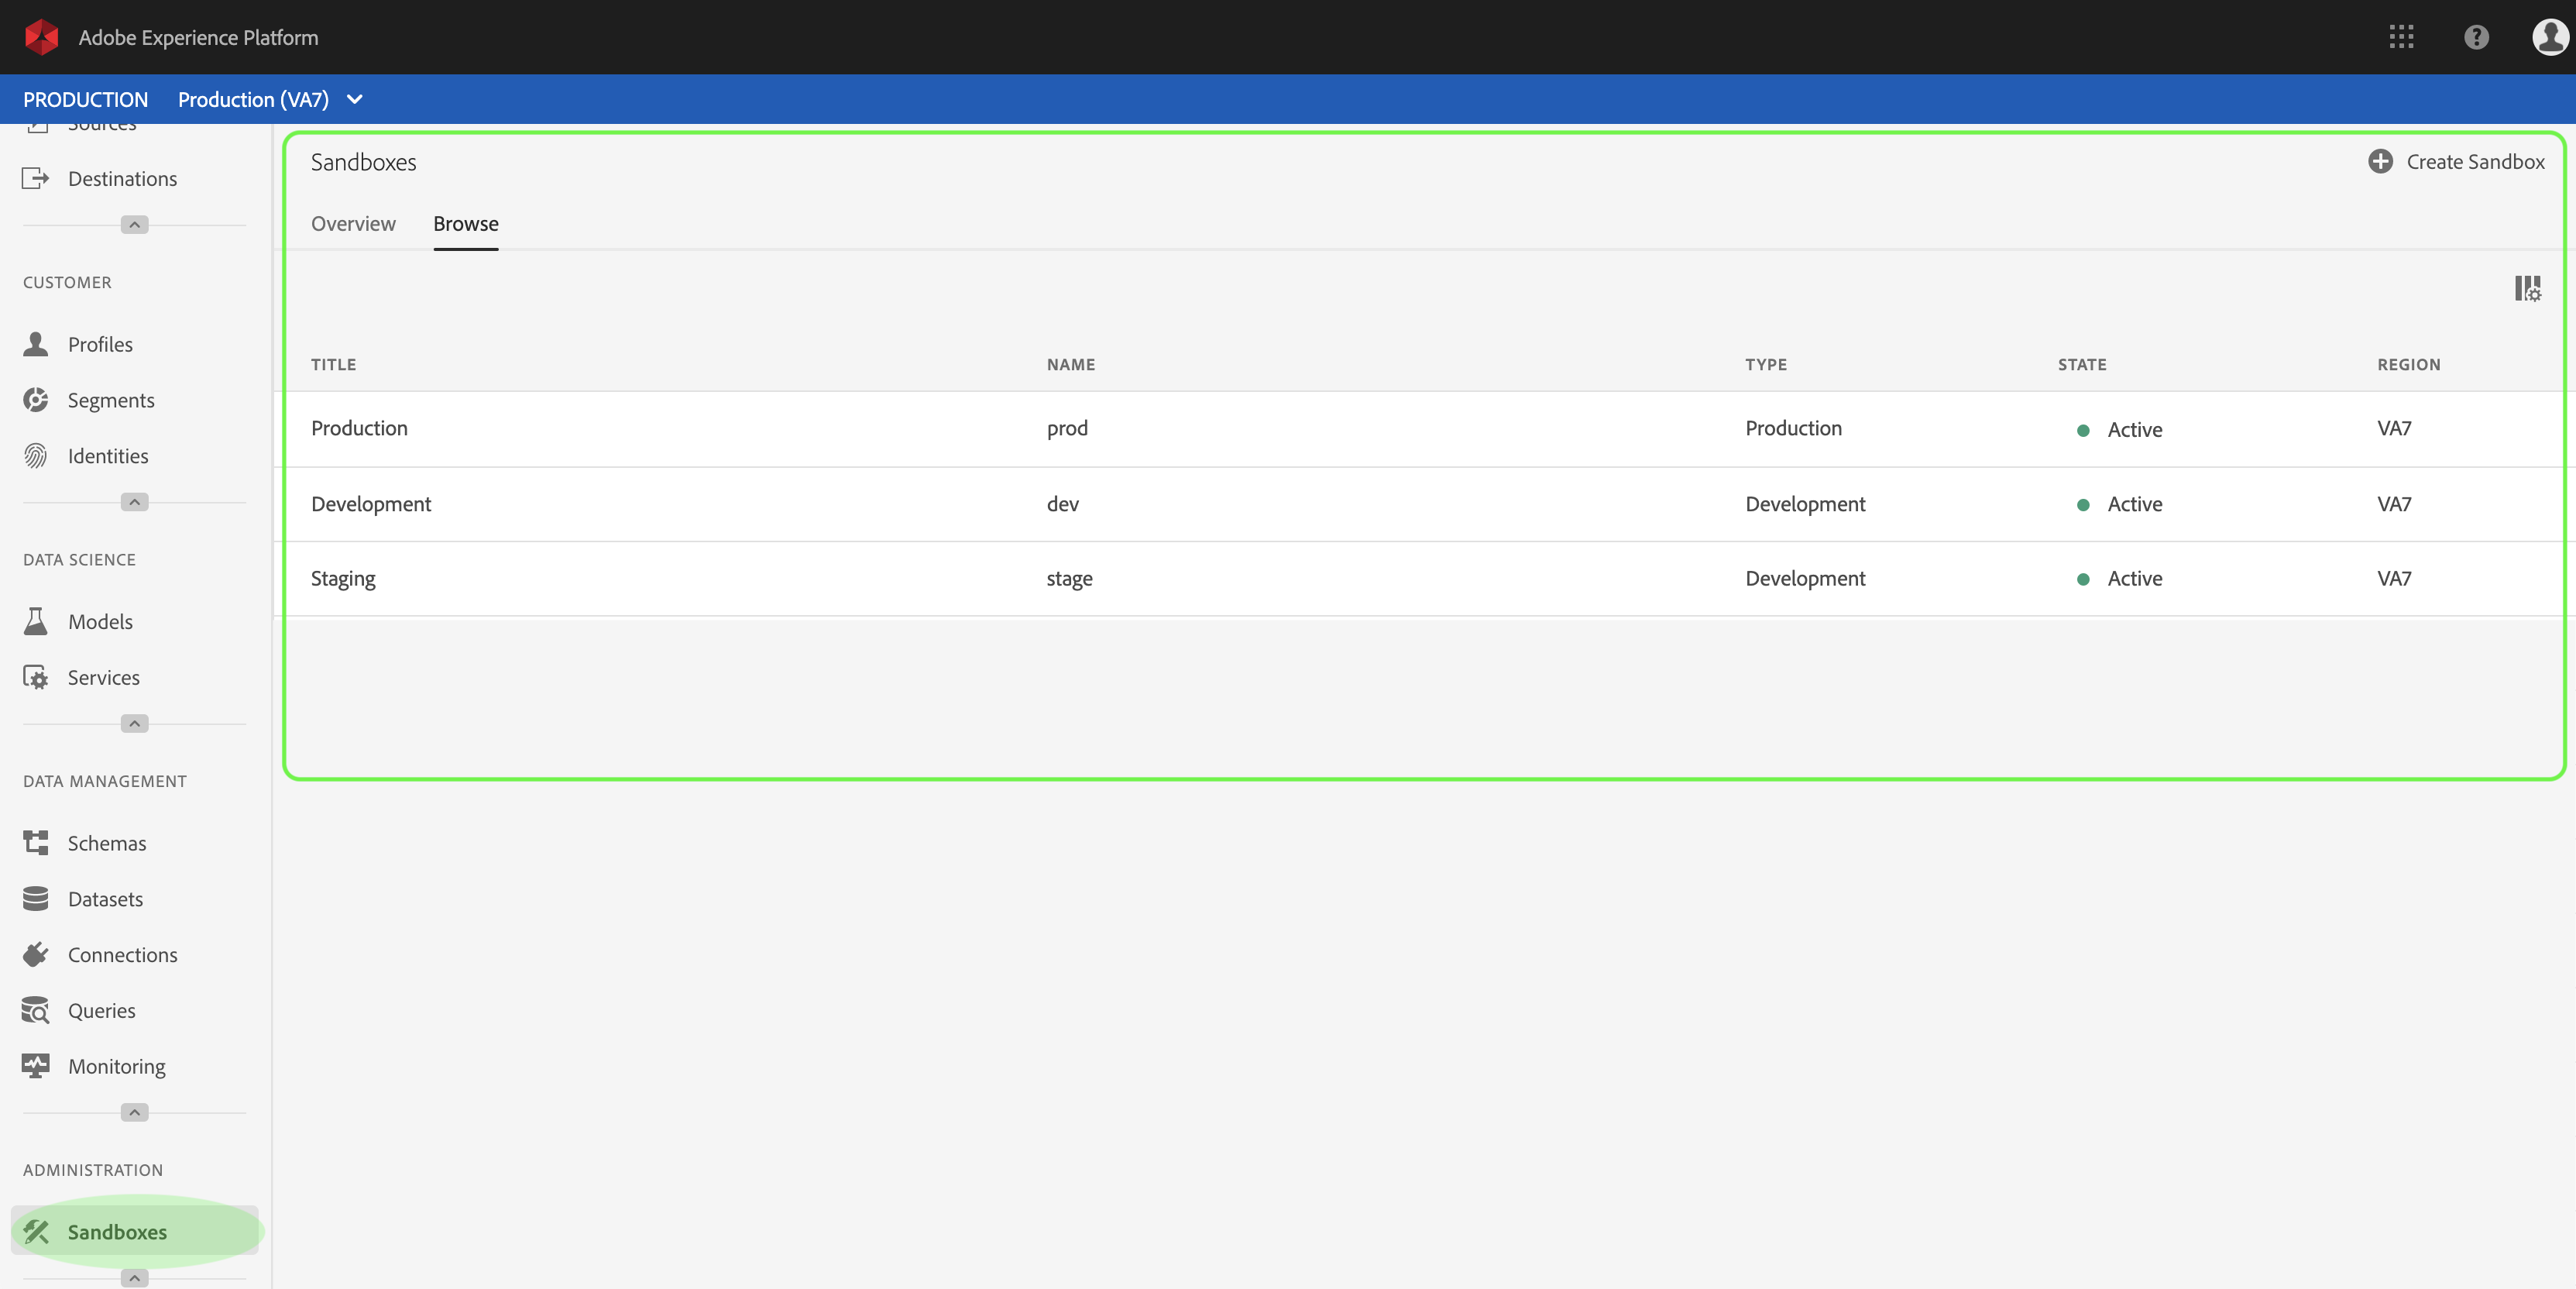 Adobe Experience Platform
PRODUCTION Production (VA7)
Sources
Destinations
CUSTOMER
Profiles
Segments
Identities
DATA SCIENCE
Models
Services
DATA MANAGEMENT
Schemas
Datasets
Connections
Queries
Monitoring
ADMINISTRATION
Sandboxes
Sandboxes Create Sandbox
Overview Browse
TITLE NAME TYPE STATE REGION
Production prod Production Active VA7
Development dev Development Active VA7
Staging stage Development Active VA7